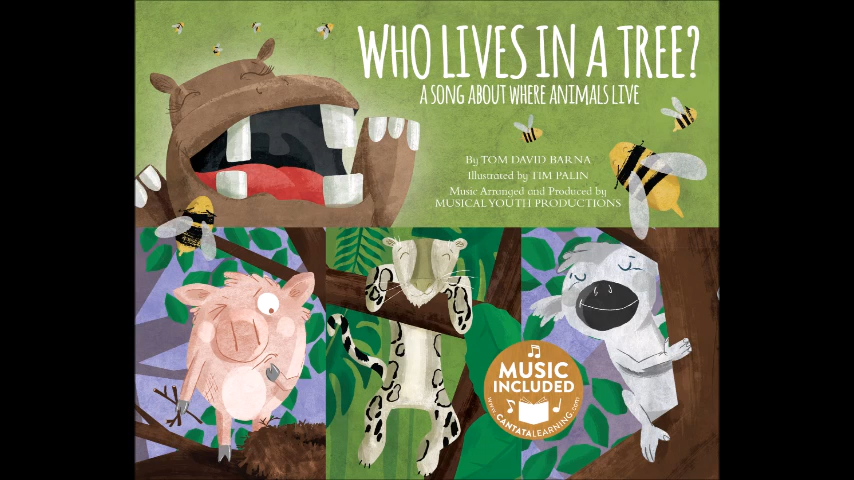 WHO LIVES IN A TREE?
A SONG ABOUT WHERE ANIMALS LIVE
By TOM DAVID BARNA
Illustrated by TIM PALIN
Music Arranged and Produced by
MUSICAL YOUTH PRODUCTIONS
MUSIC
INCLUDED
www.CANTATALEARNING.com